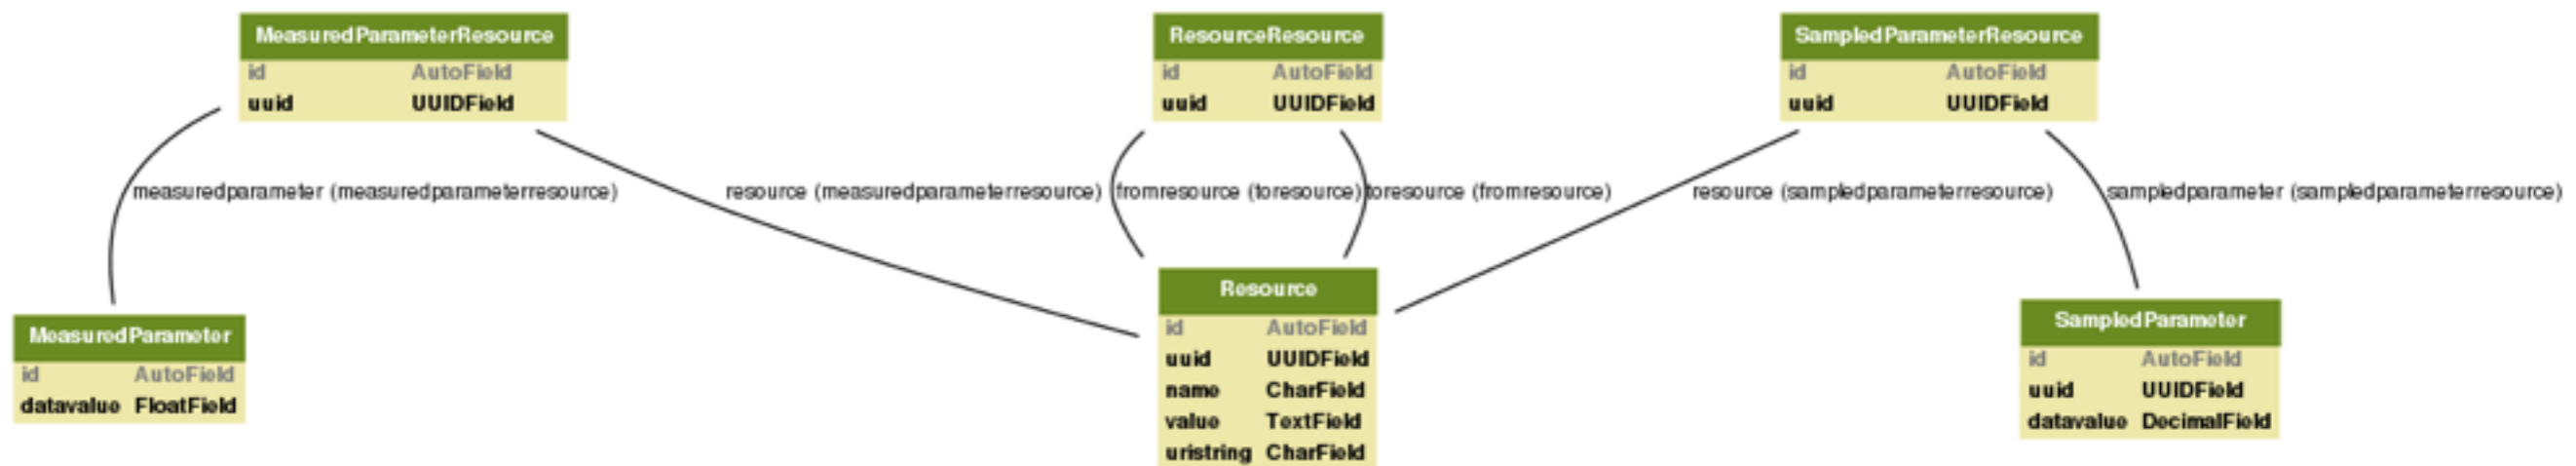 MeasuredParameterResource
id AutoField
uuid UUIDField
ResourceResource
id AutoField
uuid UUIDField
SampledParameterResource
id AutoField
uuid UUIDField
measuredparameter (measuredparameterresource)
resource (measuredparameterresource)
fromresource (toresource)
toresource (fromresource)
resource (sampledparameterresource)
sampledparameter (sampledparameterresource)
MeasuredParameter
id AutoField
datavalue FloatField
Resource
id AutoField
uuid UUIDField
name CharField
value TextField
uristring CharField
SampledParameter
id AutoField
uuid UUIDField
datavalue DecimalField